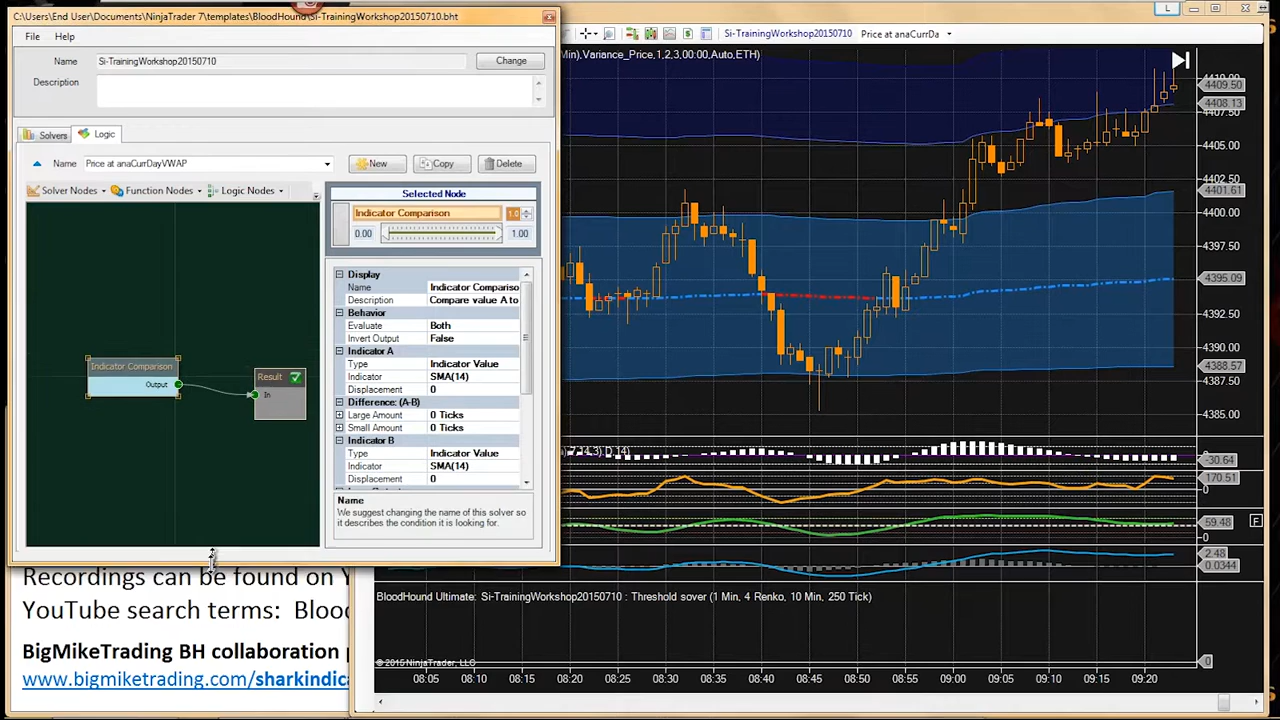 C:\Users\End User\Documents\NinjaTrader 7\templates\BloodHound\Si-TrainingWorkshop20150710.bht
File Help
Name Si-TrainingWorkshop20150710 Change
Description
Solvers Logic
Name Price at anaCurrDayVWAP New Copy Delete
Solver Nodes Function Nodes Logic Nodes
Selected Node
Indicator Comparison 1.0
0.00 1.00
Indicator Comparison
Output
Result
In
Display
Name Indicator Compariso
Description Compare value A to
Behavior
Evaluate Both
Invert Output False
Indicator A
Type Indicator Value
Indicator SMA(14)
Displacement 0
Difference: (A-B)
Large Amount 0 Ticks
Small Amount 0 Ticks
Indicator B
Type Indicator Value
Indicator SMA(14)
Displacement 0
Name
We suggest changing the name of this solver so
it describes the condition it is looking for.
Recordings can be found on Y
YouTube search terms: Bloo
BigMikeTrading BH collaboration
www.bigmiketrading.com/sharkindica
L
$
Si-TrainingWorkshop20150710 Price at anaCurrDa
Min),Variance_Price,1,2,3,00:00,Auto,ETH)
4410.00
4409.50
4408.13
4407.50
4405.00
4402.50
4401.61
4400.00
4397.50
4395.09
4392.50
4390.00
4388.57
4387.50
4385.00
-30.64
170.51
0
59.48
F
0
2.48
0.0344
BloodHound Ultimate: Si-TrainingWorkshop20150710 : Threshold sover (1 Min, 4 Renko, 10 Min, 250 Tick)
© 2015 NinjaTrader, LLC
0
08:05 08:10 08:15 08:20 08:25 08:30 08:35 08:40 08:45 08:50 08:55 09:00 09:05 09:10 09:15 09:20